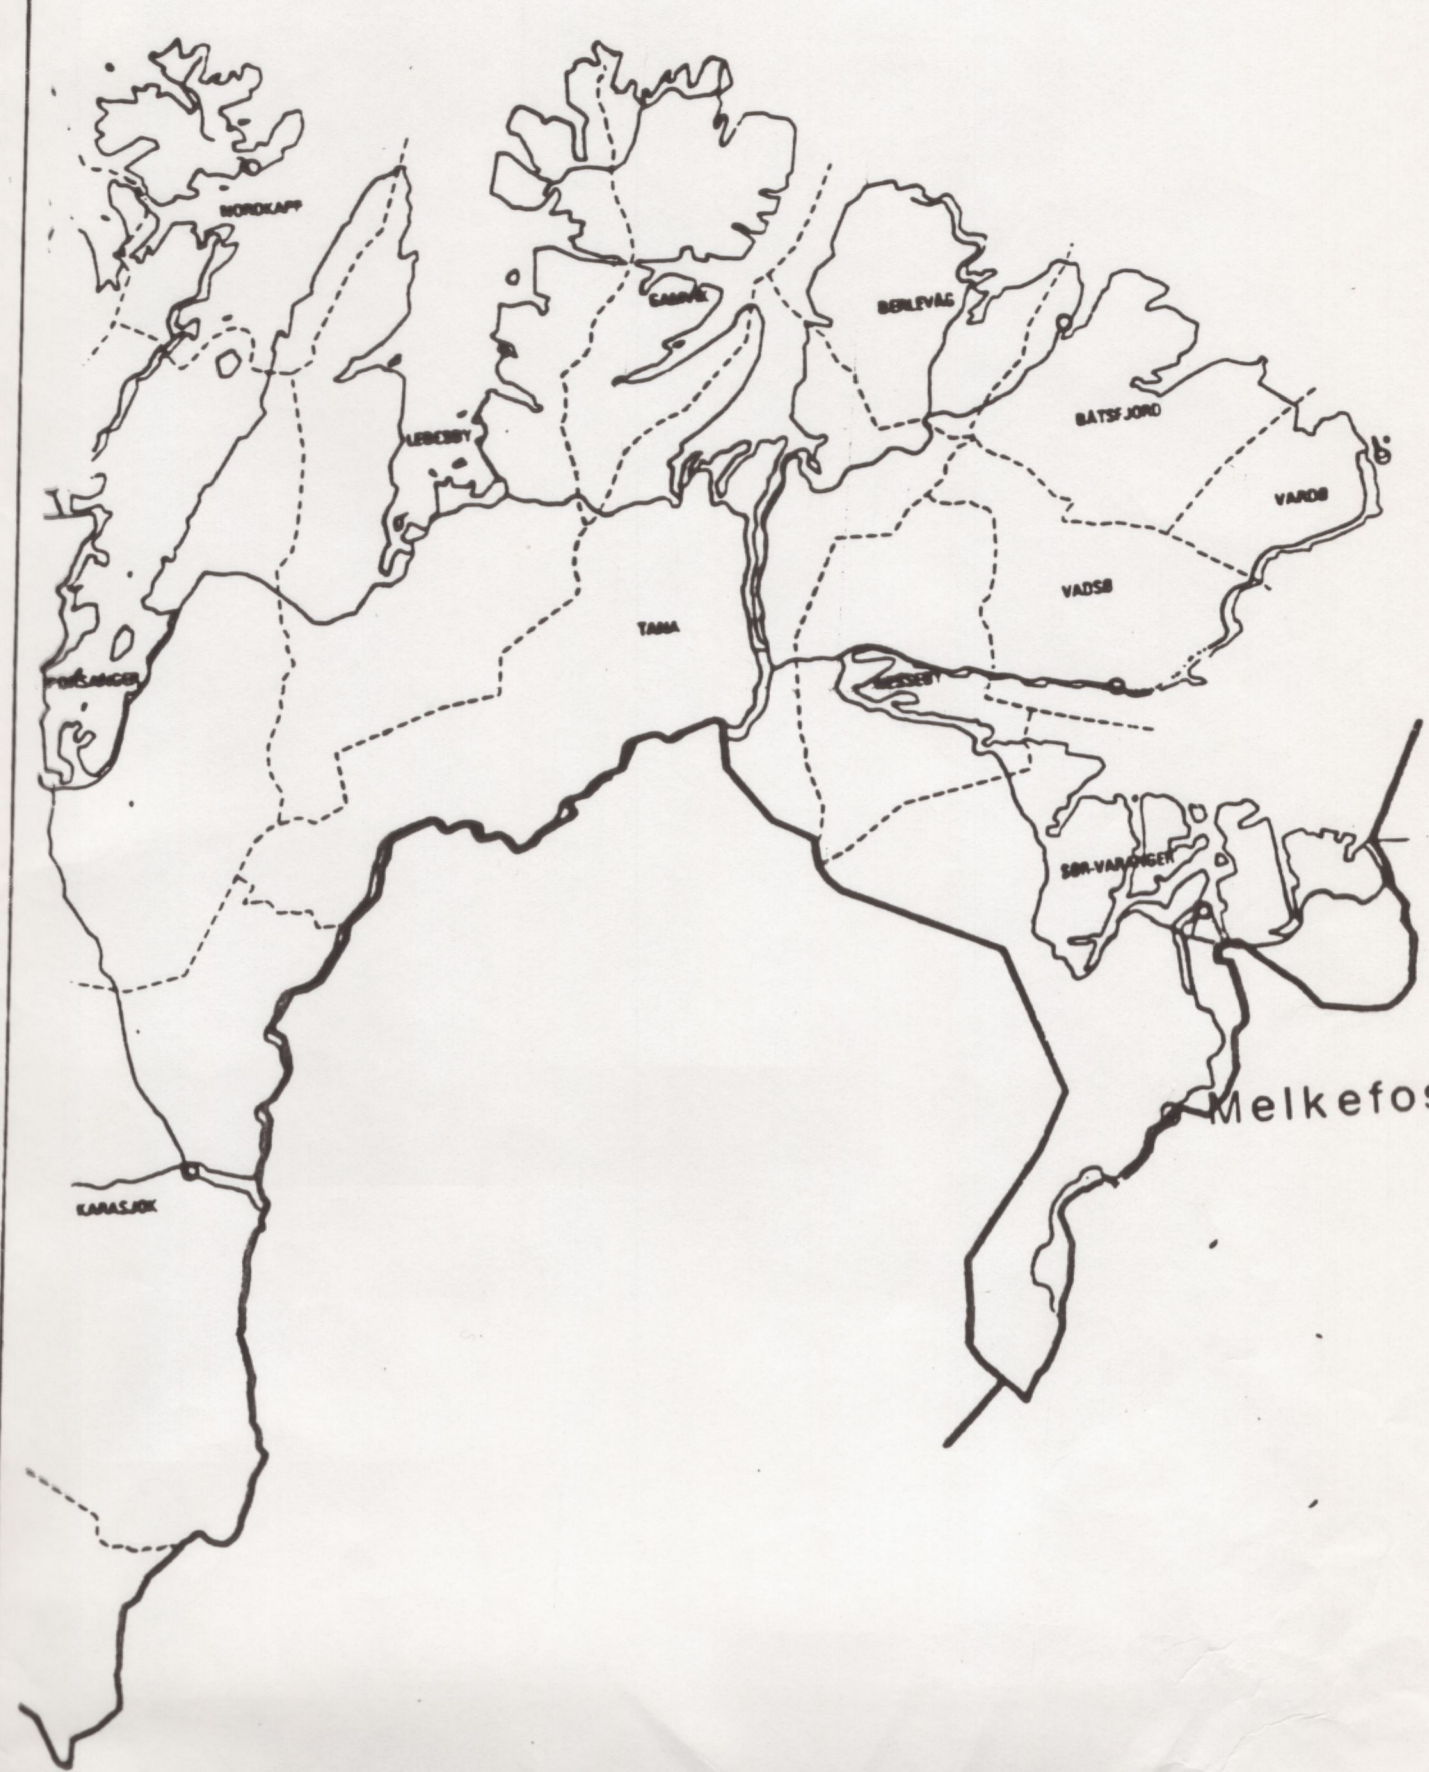 NORDKAPP
GAMVIK
BERLEVÅG
BÅTSFJORD
LEBESBY
VARDØ
VADSØ
TANA
PORSANGER
NESSEBY
SØR-VARANGER
Melkefos
KARASJOK